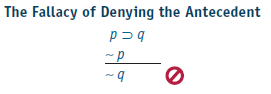 The Fallacy of Denying the Antecedent
p ⊃ q
~ p
~ q